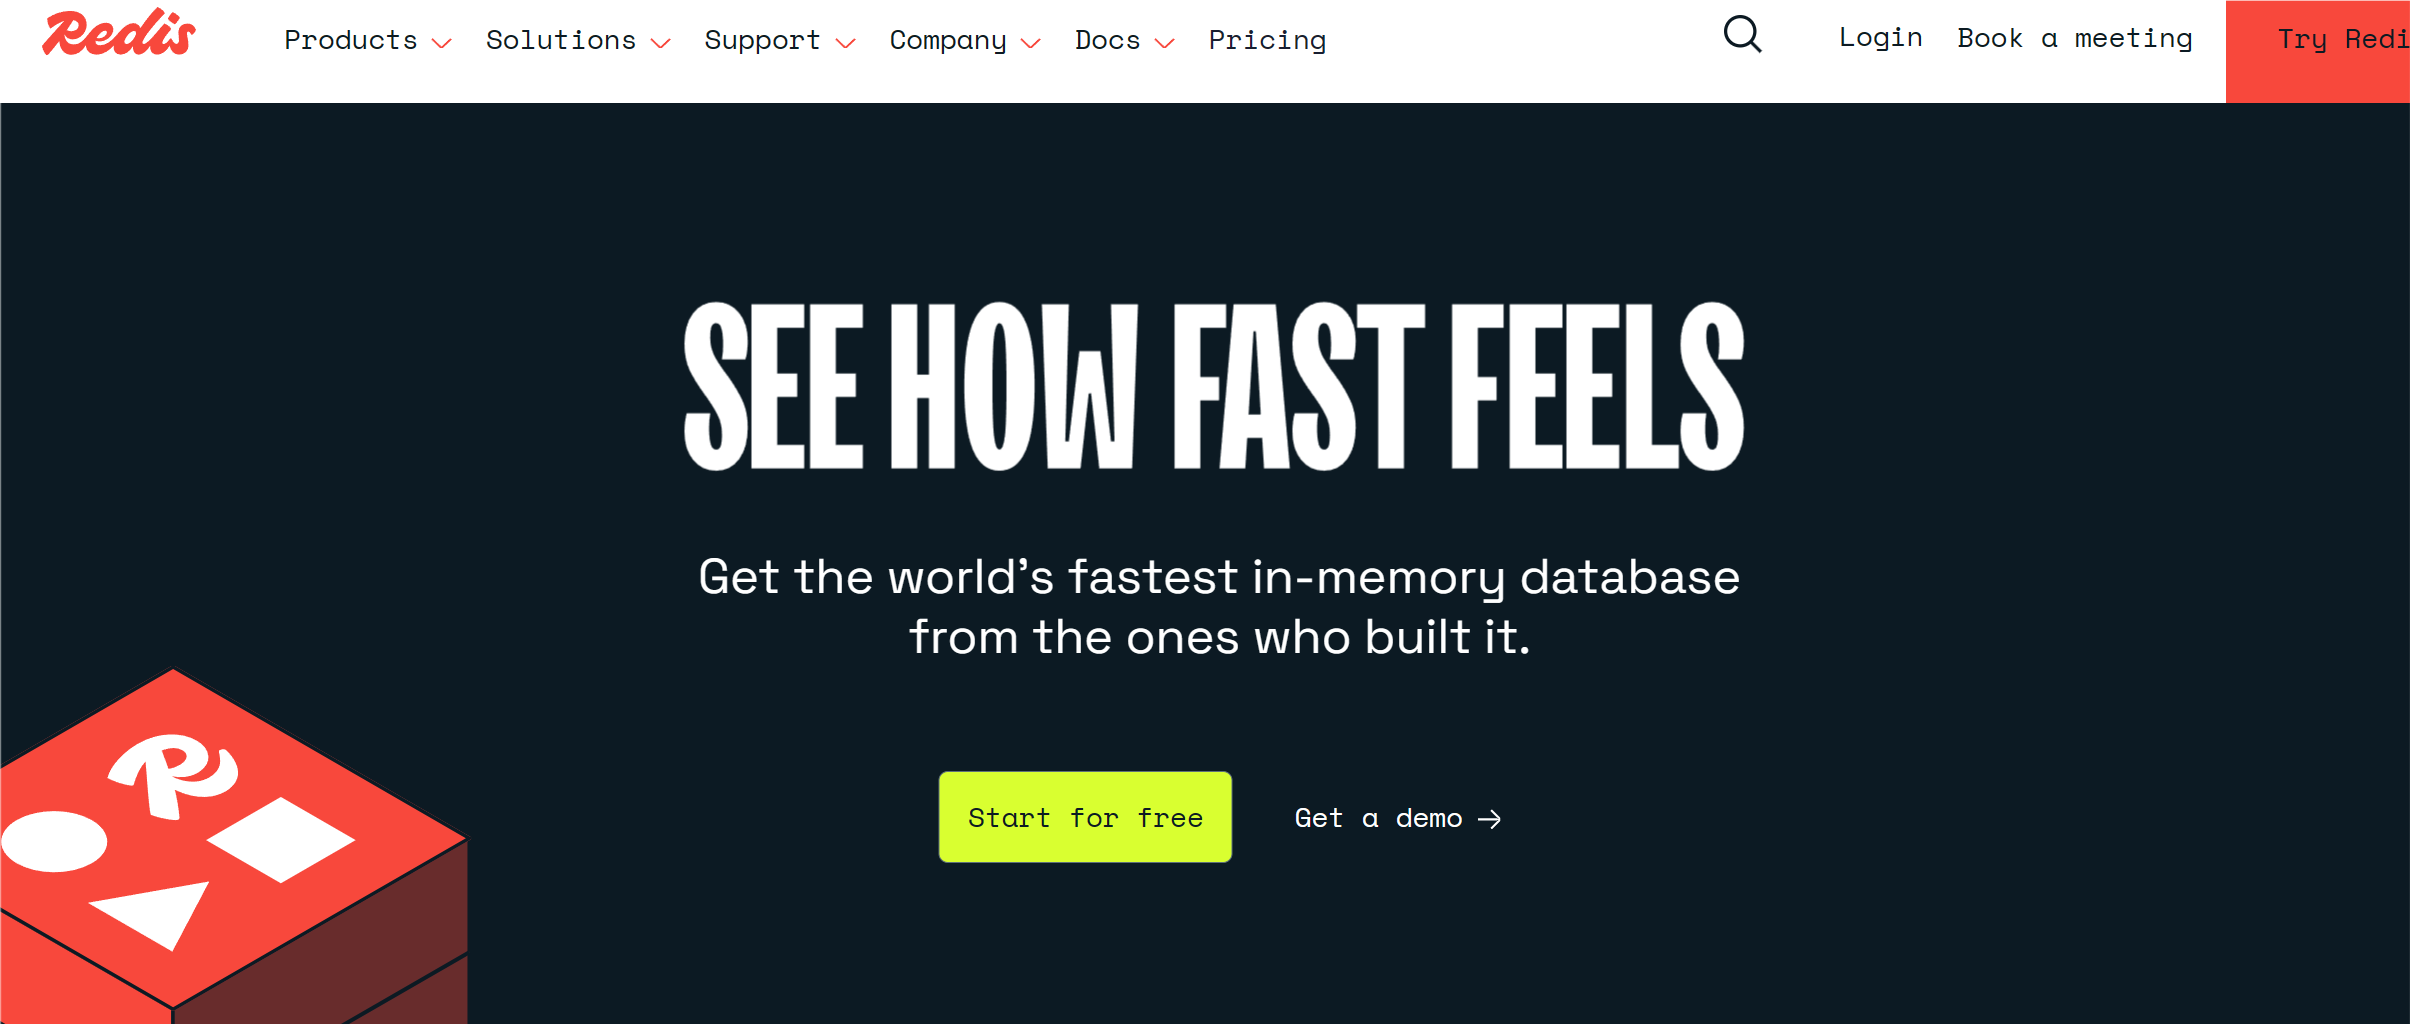 Redis Products Solutions Support Company Docs Pricing Login Book a meeting Try Redi
SEE HOW FAST FEELS
Get the world's fastest in-memory database
from the ones who built it.
R
Start for free Get a demo →